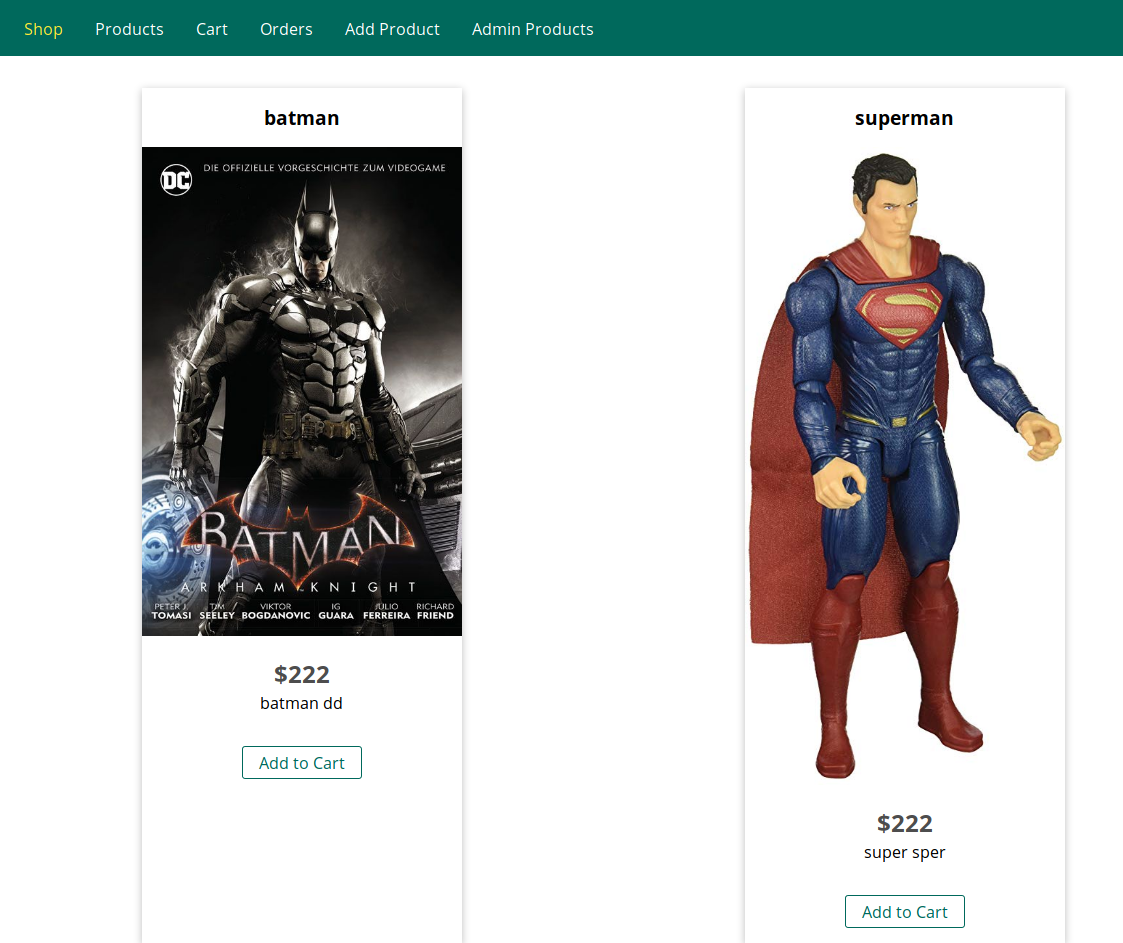 Shop Products Cart Orders Add Product Admin Products
batman
DC
DIE OFFIZIELLE VORGESCHICHTE ZUM VIDEOGAME
BATMAN
ARKHAM KNIGHT
PETER J. TIM VIKTOR IG JULIO RICHARD
TOMASI SEELEY BOGDANOVIC GUARA FERREIRA FRIEND
$222
batman dd
Add to Cart
superman
$222
super sper
Add to Cart